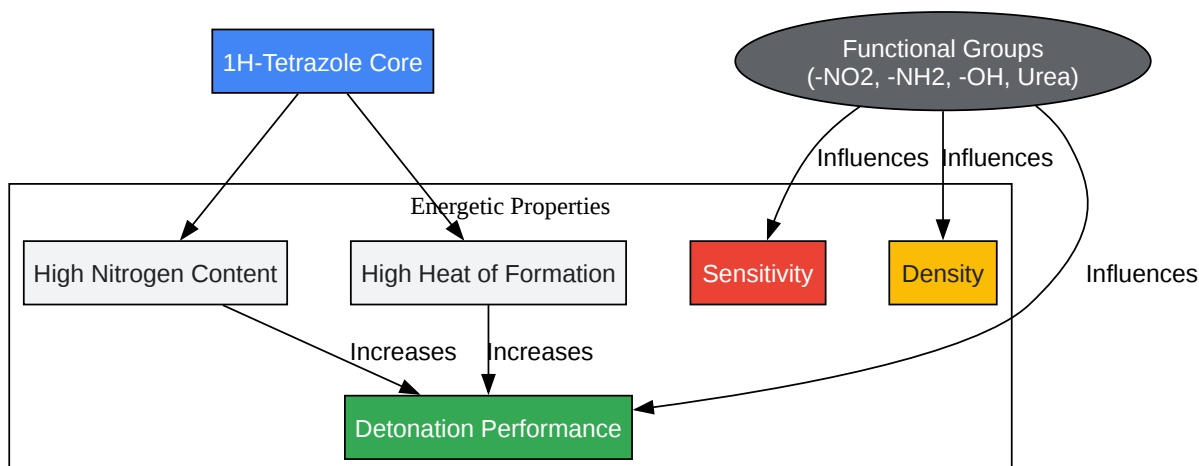 1H-Tetrazole Core
Functional Groups
(-NO2, -NH2, -OH, Urea)
Influences
Influences
Energetic Properties
High Nitrogen Content
High Heat of Formation
Sensitivity
Density
Influences
Increases
Increases
Detonation Performance